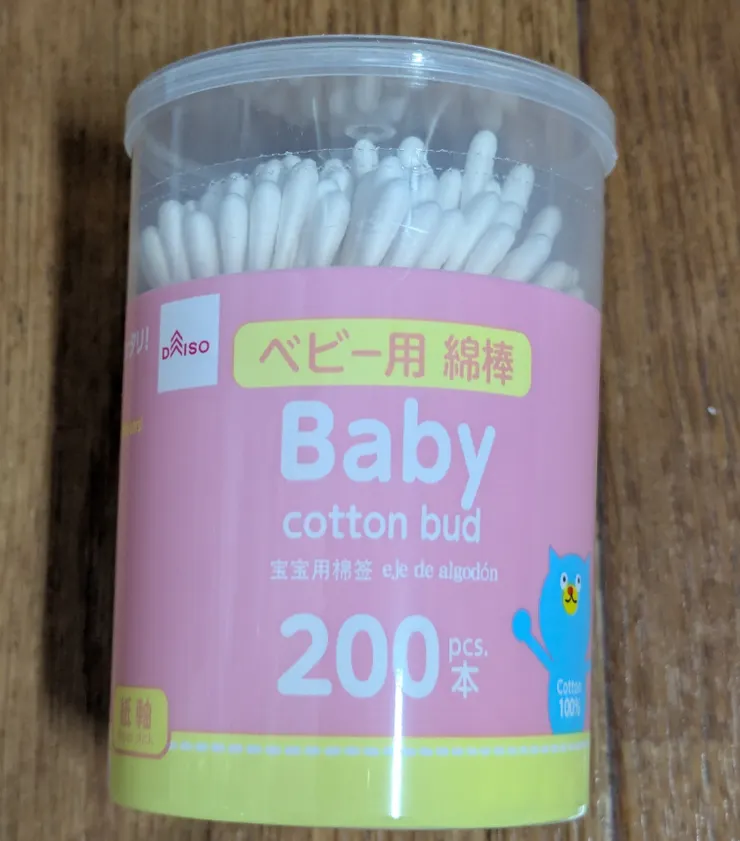 DAISO
ベビー用 綿棒
Baby
cotton bud
宝宝用棉签 eje de algodón
200 pcs.
本
Cotton
100%
紙軸